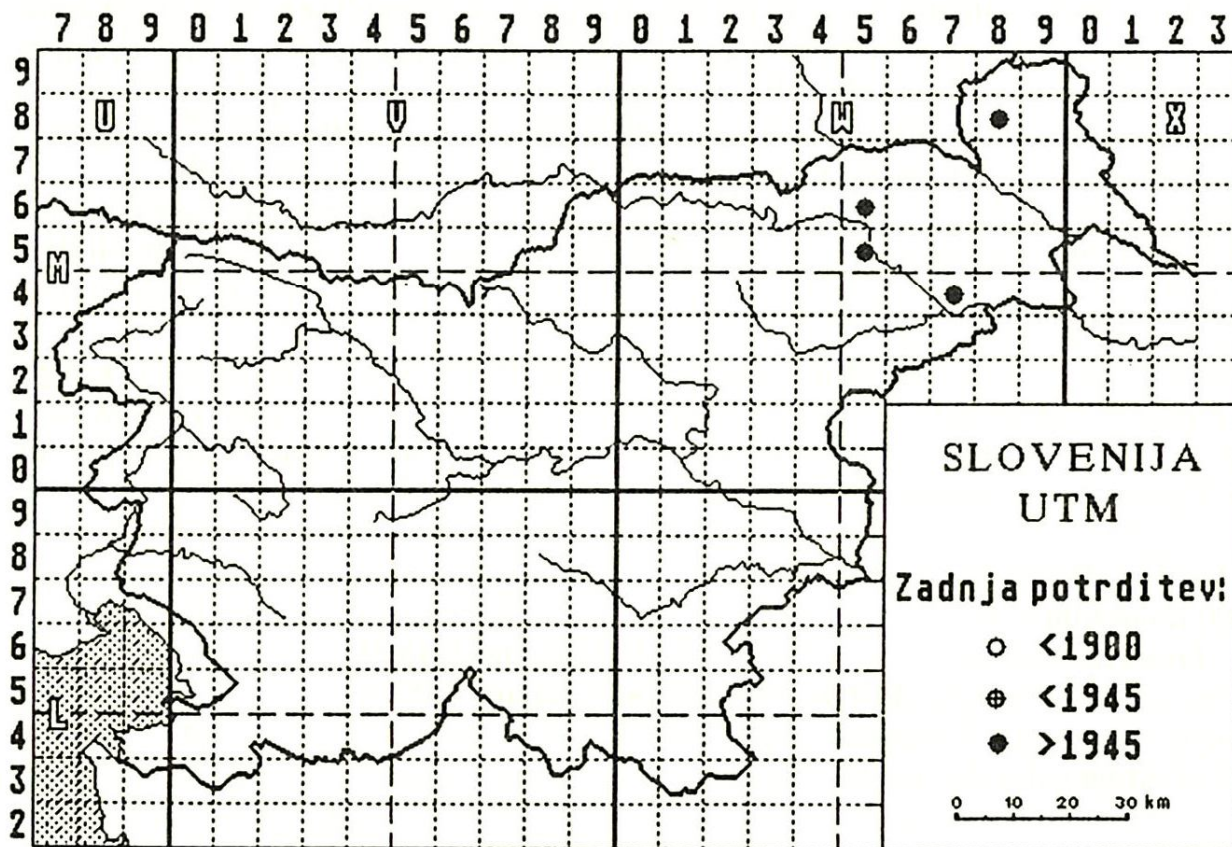 7 8 9 0 1 2 3 4 5 6 7 8 9 0 1 2 3 4 5 6 7 8 9 0 1 2 3
9
8 U V W X
7
6
5 M
4
3
2
1
0
9
8
7
6
5 L
4
3
2
SLOVENIJA
UTM
Zadnja potrditev:
<1900
<1945
>1945
0 10 20 30 km